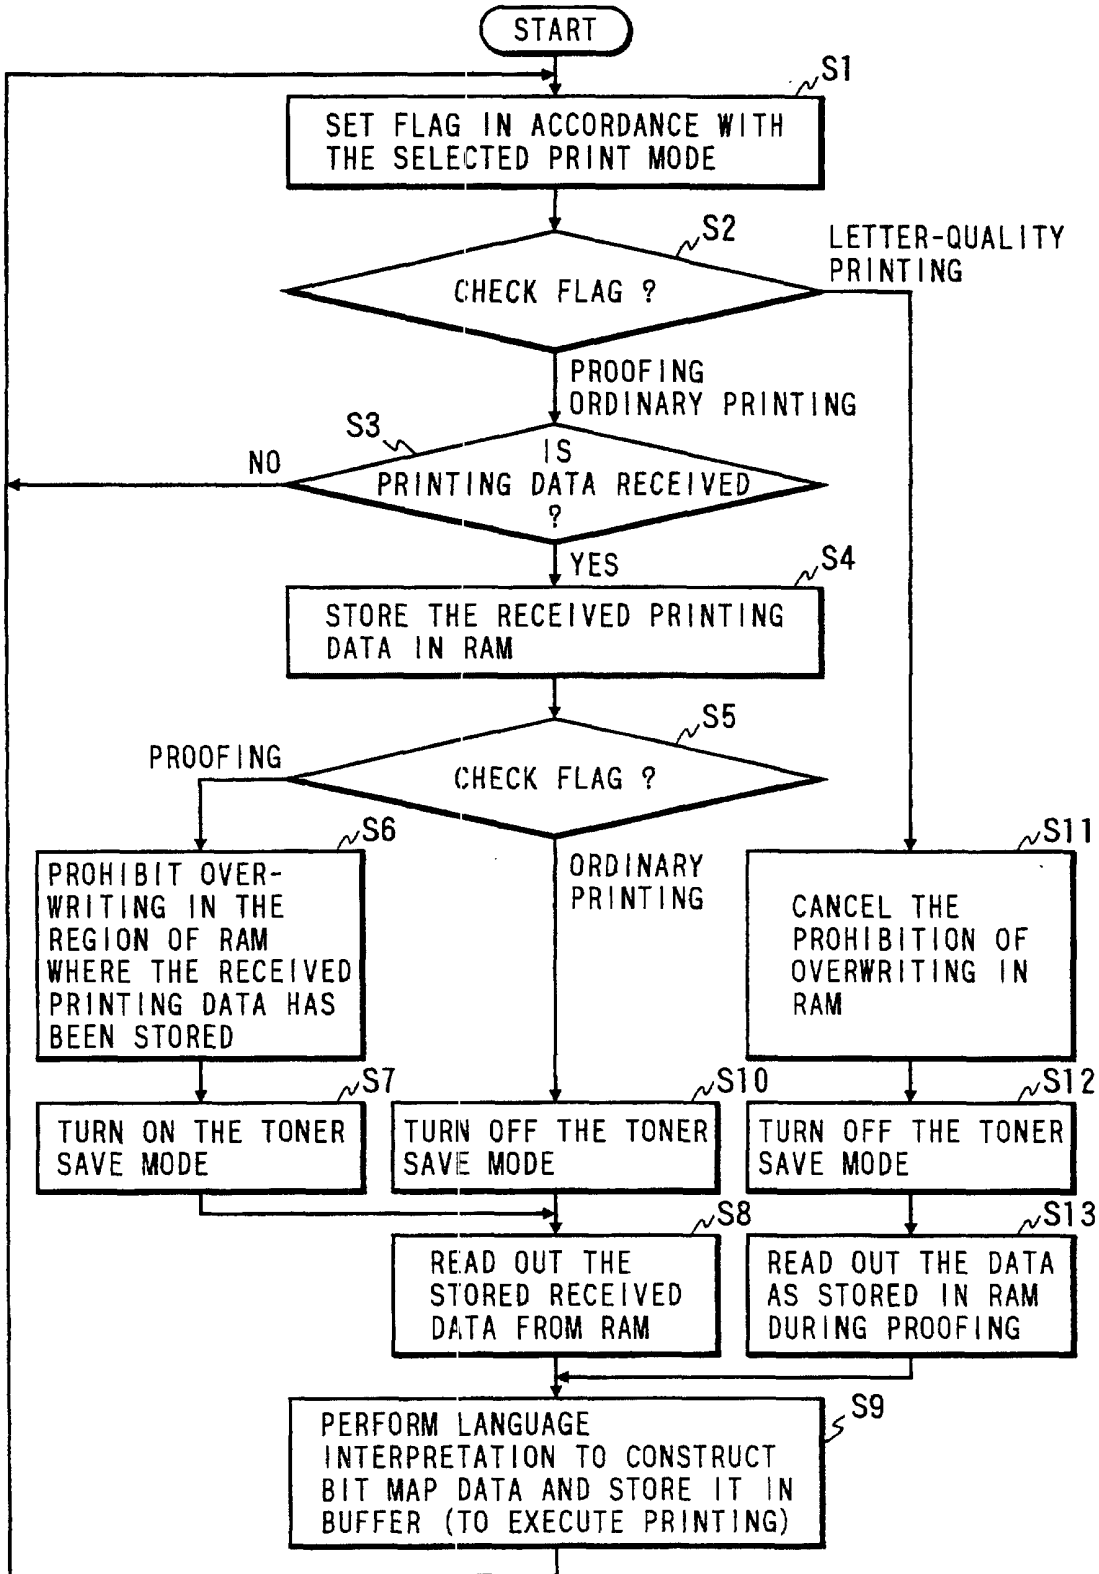 START
S1
SET FLAG IN ACCORDANCE WITH
THE SELECTED PRINT MODE
S2
CHECK FLAG ?
LETTER-QUALITY
PRINTING
PROOFING
ORDINARY PRINTING
S3
IS
PRINTING DATA RECEIVED
?
NO
YES
S4
STORE THE RECEIVED PRINTING
DATA IN RAM
S5
CHECK FLAG ?
PROOFING
ORDINARY
PRINTING
S6
PROHIBIT OVER-
WRITING IN THE
REGION OF RAM
WHERE THE RECEIVED
PRINTING DATA HAS
BEEN STORED
S11
CANCEL THE
PROHIBITION OF
OVERWRITING IN
RAM
S7
TURN ON THE TONER
SAVE MODE
S10
TURN OFF THE TONER
SAVE MODE
S12
TURN OFF THE TONER
SAVE MODE
S8
READ OUT THE
STORED RECEIVED
DATA FROM RAM
S13
READ OUT THE DATA
AS STORED IN RAM
DURING PROOFING
S9
PERFORM LANGUAGE
INTERPRETATION TO CONSTRUCT
BIT MAP DATA AND STORE IT IN
BUFFER (TO EXECUTE PRINTING)